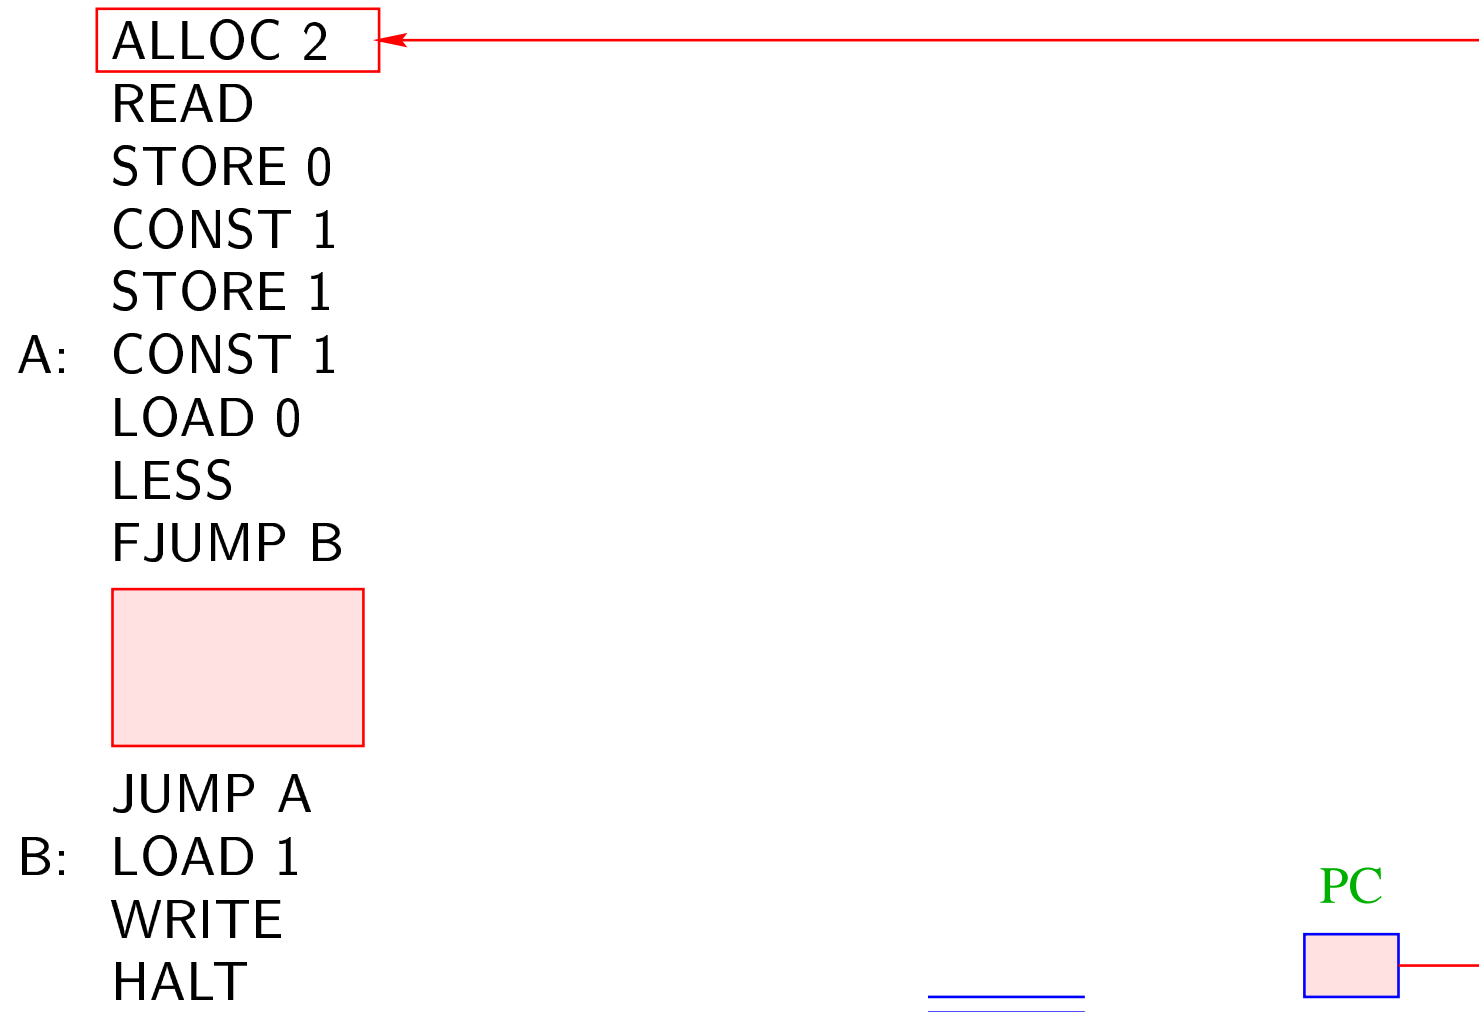 ALLOC 2
READ
STORE 0
CONST 1
STORE 1
A: CONST 1
LOAD 0
LESS
FJUMP B
JUMP A
B: LOAD 1
WRITE
HALT
PC